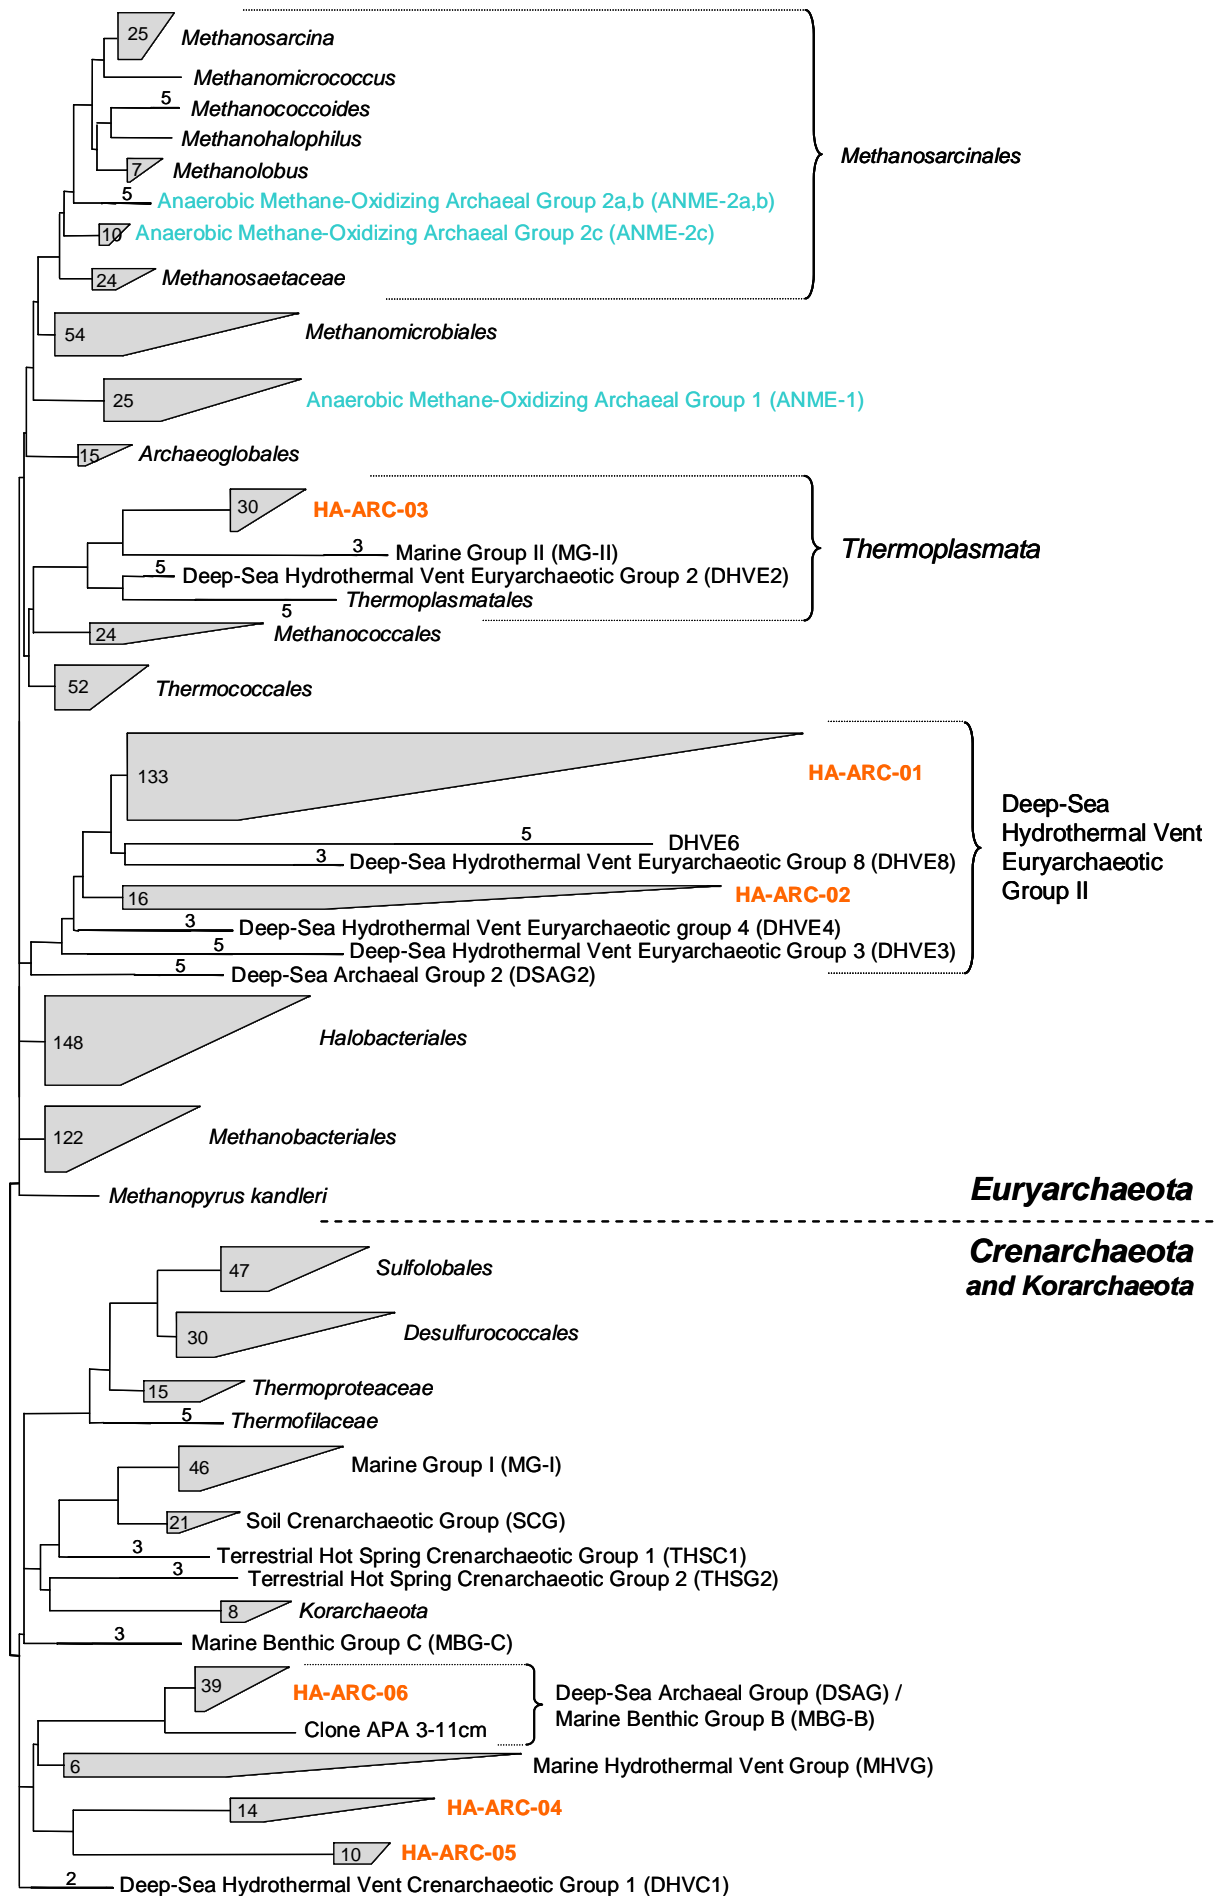 25 Methanosarcina
Methanomicrococcus
5 Methanococcoides
Methanohalophilus
Methanosarcinales
7 Methanolobus
5 Anaerobic Methane-Oxidizing Archaeal Group 2a,b (ANME-2a,b)
10 Anaerobic Methane-Oxidizing Archaeal Group 2c (ANME-2c)
24 Methanosaetaceae
54 Methanomicrobiales
25 Anaerobic Methane-Oxidizing Archaeal Group 1 (ANME-1)
15 Archaeoglobales
30 HA-ARC-03
3 Marine Group II (MG-II)
Thermoplasmata
5 Deep-Sea Hydrothermal Vent Euryarchaeotic Group 2 (DHVE2)
5 Thermoplasmatales
24 Methanococcales
52 Thermococcales
133 HA-ARC-01
Deep-Sea
Hydrothermal Vent
Euryarchaeotic
Group II
5 DHVE6
3 Deep-Sea Hydrothermal Vent Euryarchaeotic Group 8 (DHVE8)
16 HA-ARC-02
3 Deep-Sea Hydrothermal Vent Euryarchaeotic group 4 (DHVE4)
5 Deep-Sea Hydrothermal Vent Euryarchaeotic Group 3 (DHVE3)
5 Deep-Sea Archaeal Group 2 (DSAG2)
148 Halobacteriales
122 Methanobacteriales
Methanopyrus kandleri
Euryarchaeota
Crenarchaeota
and Korarchaeota
47 Sulfolobales
30 Desulfurococcales
15 Thermoproteaceae
5 Thermofilaceae
46 Marine Group I (MG-I)
21 Soil Crenarchaeotic Group (SCG)
3 Terrestrial Hot Spring Crenarchaeotic Group 1 (THSC1)
3 Terrestrial Hot Spring Crenarchaeotic Group 2 (THSG2)
8 Korarchaeota
3 Marine Benthic Group C (MBG-C)
39 HA-ARC-06
Deep-Sea Archaeal Group (DSAG) /
Marine Benthic Group B (MBG-B)
Clone APA 3-11cm
6 Marine Hydrothermal Vent Group (MHVG)
14 HA-ARC-04
10 HA-ARC-05
2 Deep-Sea Hydrothermal Vent Crenarchaeotic Group 1 (DHVC1)